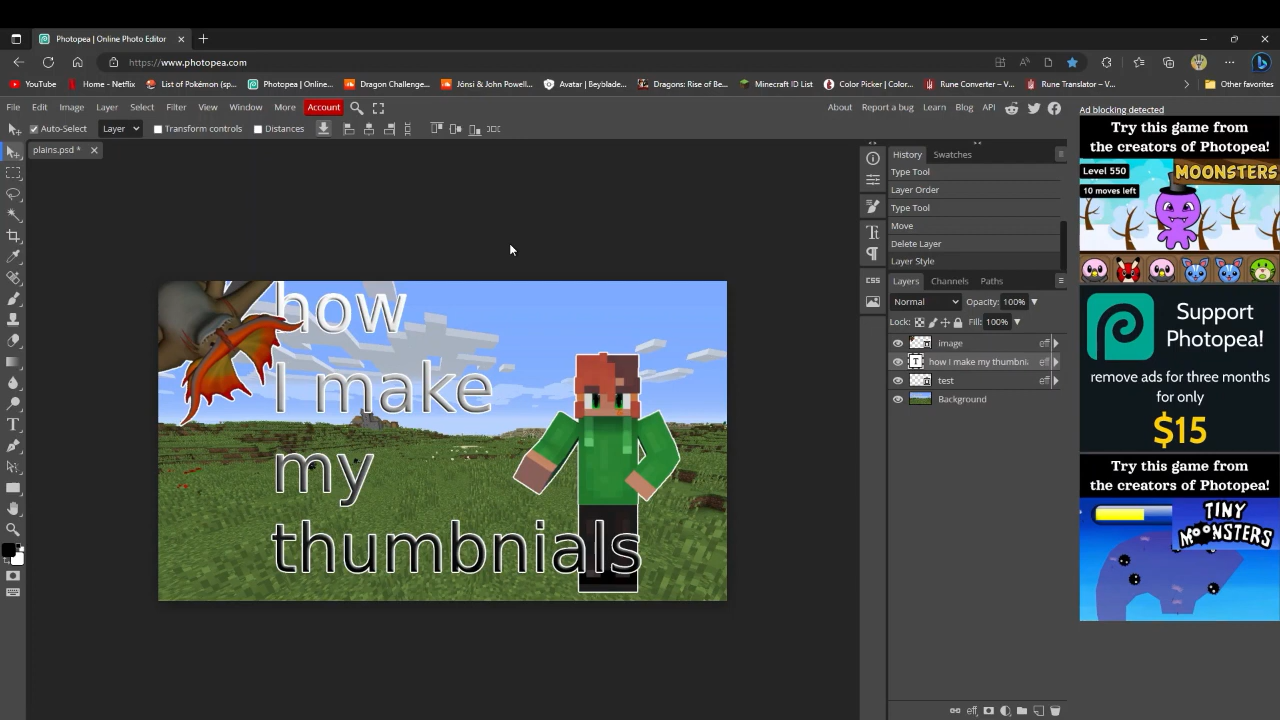 Photopea | Online Photo Editor
https://www.photopea.com
YouTube
Home - Netflix
List of Pokémon (sp...
Photopea | Online...
Dragon Challenge...
Jónsi & John Powell...
Avatar | Beyblade...
Dragons: Rise of Be...
Minecraft ID List
Color Picker | Color...
Rune Converter – V...
Rune Translator – V...
Other favorites
File Edit Image Layer Select Filter View Window More Account
About Report a bug Learn Blog API
Auto-Select Layer Transform controls Distances
plains.psd *
Ad blocking detected
Try this game from
the creators of Photopea!
Level 550
MOONSTERS
10 moves left
Support
Photopea!
remove ads for three months
for only
$15
Try this game from
the creators of Photopea!
TINY
MOONSTERS
History Swatches
Type Tool
Layer Order
Type Tool
Move
Delete Layer
Layer Style
CSS
Layers Channels Paths
Normal Opacity: 100%
Lock: Fill: 100%
image eff
how I make my thumbni eff
test eff
Background
eff
how
I make
my
thumbnials